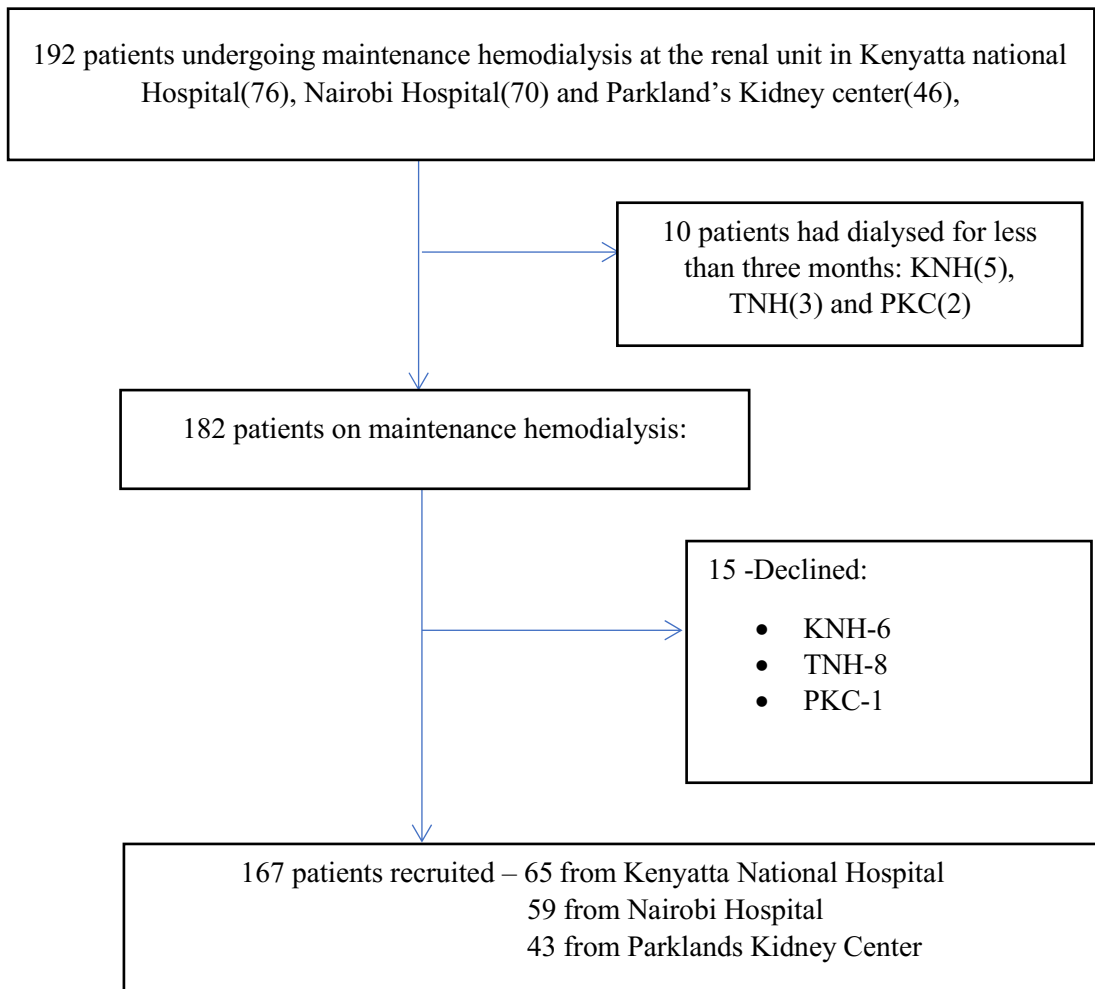 192 patients undergoing maintenance hemodialysis at the renal unit in Kenyatta national
Hospital(76), Nairobi Hospital(70) and Parkland’s Kidney center(46),
10 patients had dialysed for less
than three months: KNH(5),
TNH(3) and PKC(2)
182 patients on maintenance hemodialysis:
15 -Declined:
• KNH-6
• TNH-8
• PKC-1
167 patients recruited – 65 from Kenyatta National Hospital
59 from Nairobi Hospital
43 from Parklands Kidney Center